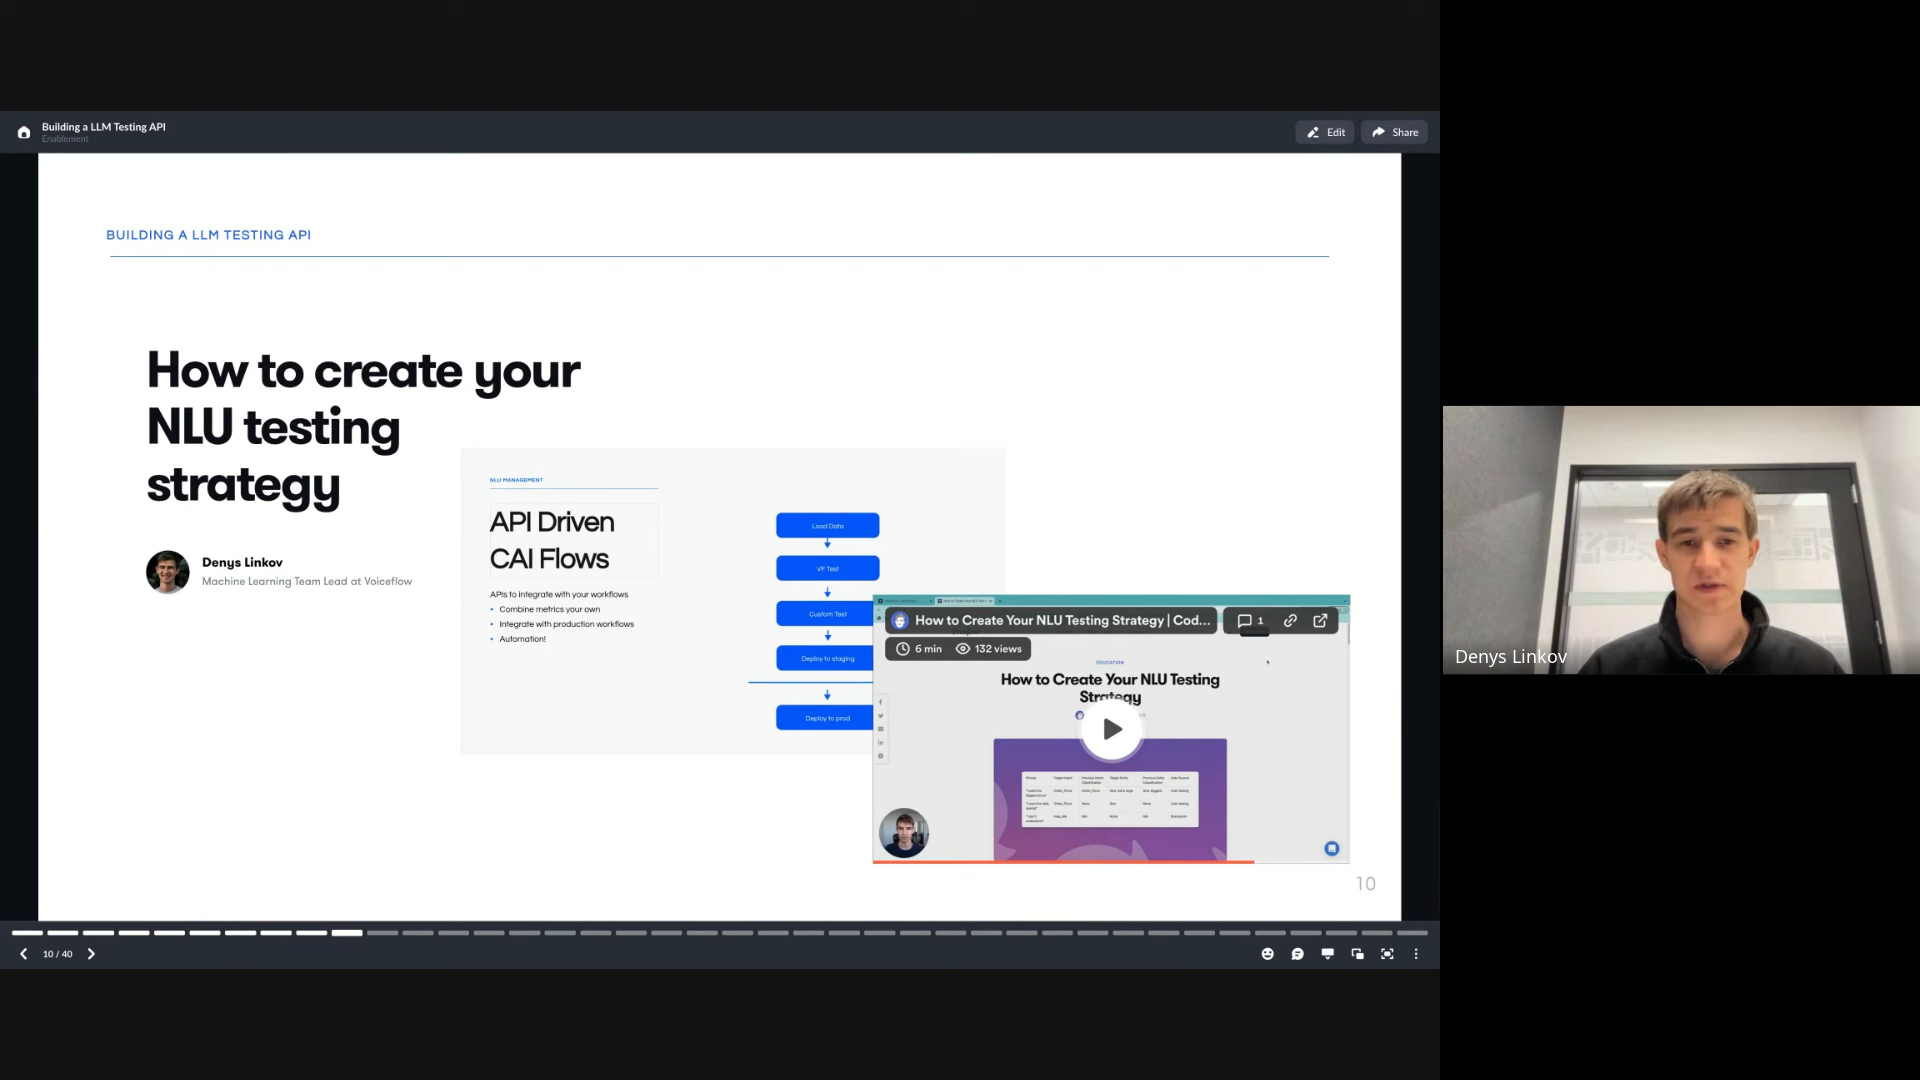 Building a LLM Testing API
Enablement
Edit
Share
BUILDING A LLM TESTING API
How to create your
NLU testing
strategy
Denys Linkov
Machine Learning Team Lead at Voiceflow
NLU MANAGEMENT
API Driven
CAI Flows
APIs to integrate with your workflows
• Combine metrics your own
• Integrate with production workflows
• Automation!
Load Data
VF Test
Custom Test
Deploy to staging
Deploy to prod
How to Create Your NLU Testing Strategy | Cod...
1
6 min
132 views
EDUCATION
How to Create Your NLU Testing
Strategy
10
10 / 40
Denys Linkov